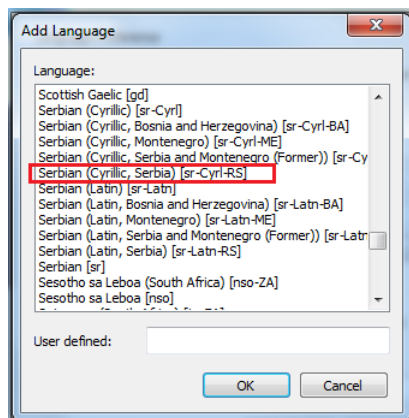 Add Language
Language:
Scottish Gaelic [gd]
Serbian (Cyrillic) [sr-Cyrl]
Serbian (Cyrillic, Bosnia and Herzegovina) [sr-Cyrl-BA]
Serbian (Cyrillic, Montenegro) [sr-Cyrl-ME]
Serbian (Cyrillic, Serbia and Montenegro (Former)) [sr-Cy
Serbian (Cyrillic, Serbia) [sr-Cyrl-RS]
Serbian (Latin) [sr-Latn]
Serbian (Latin, Bosnia and Herzegovina) [sr-Latn-BA]
Serbian (Latin, Montenegro) [sr-Latn-ME]
Serbian (Latin, Serbia and Montenegro (Former)) [sr-Latn
Serbian (Latin, Serbia) [sr-Latn-RS]
Serbian [sr]
Sesotho sa Leboa (South Africa) [nso-ZA]
Sesotho sa Leboa [nso]
User defined:
OK Cancel